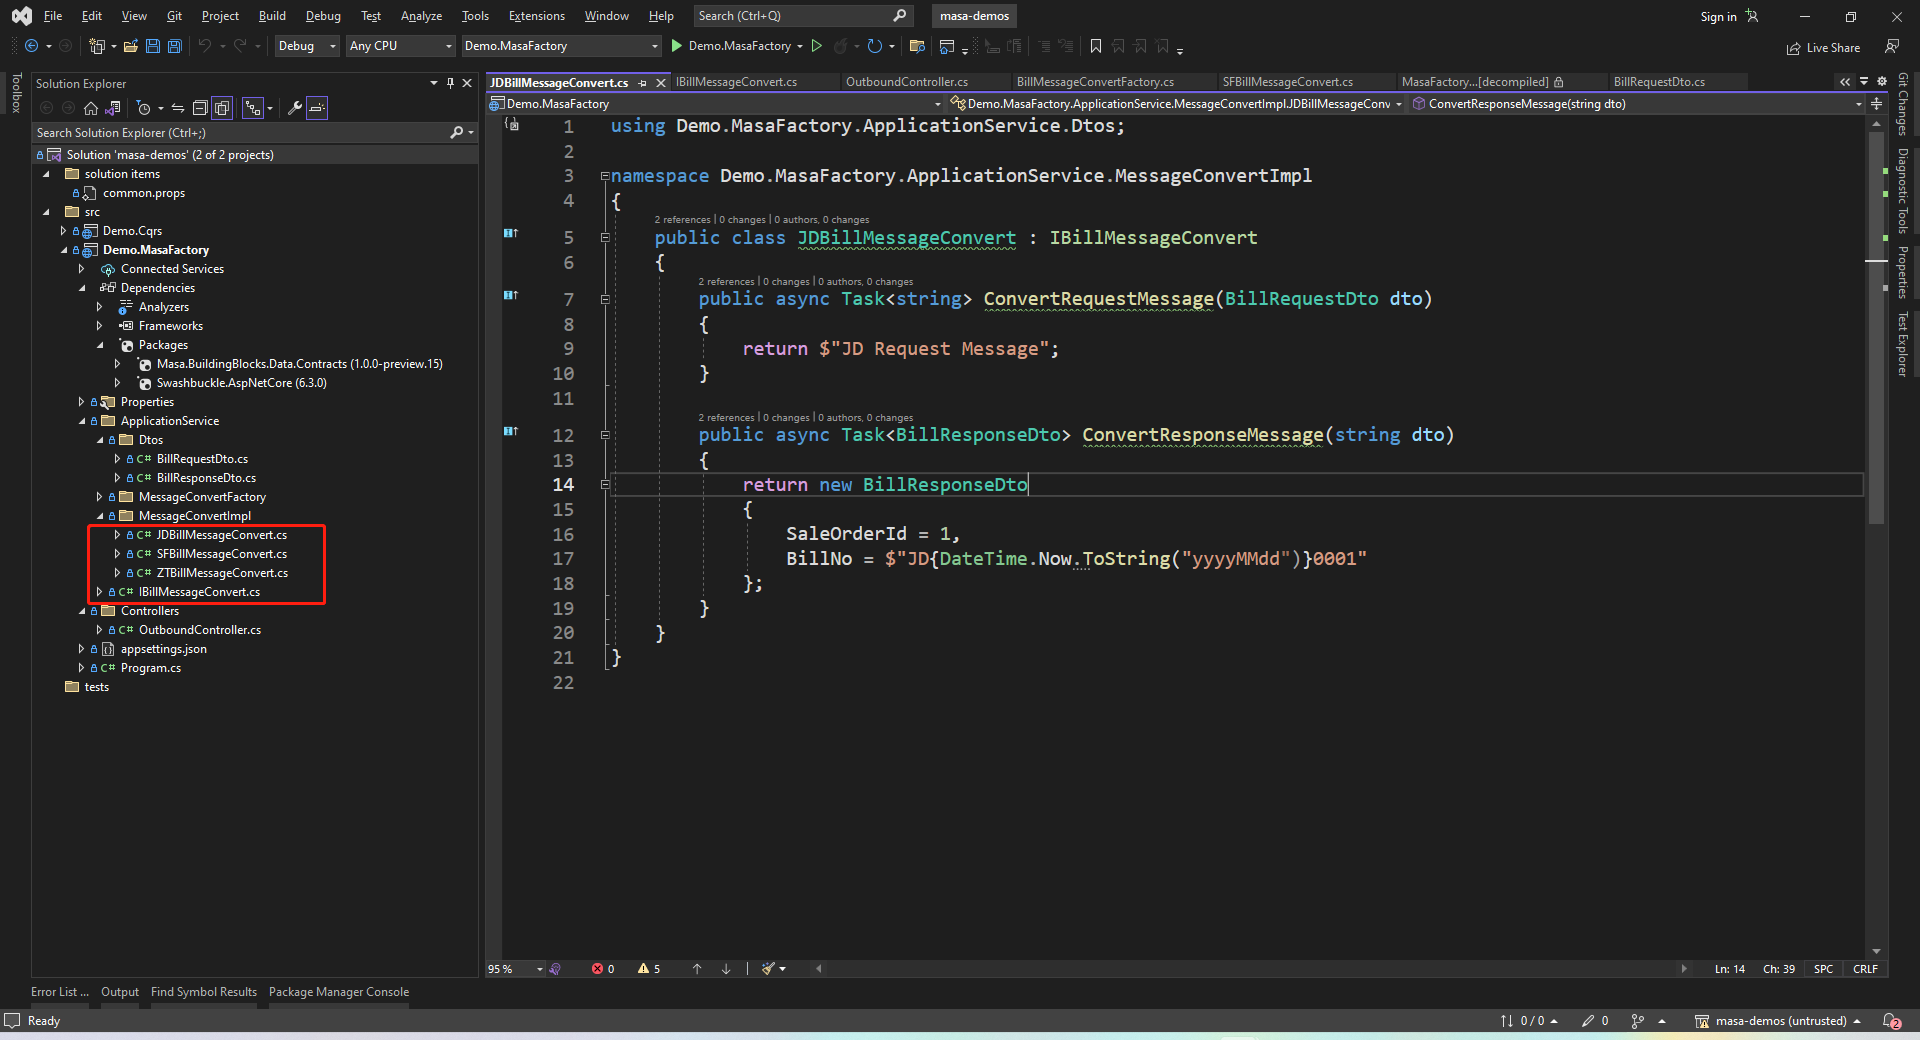 File Edit View Git Project Build Debug Test Analyze Tools Extensions Window Help Search (Ctrl+Q) masa-demos Sign in
Debug Any CPU Demo.MasaFactory Demo.MasaFactory Live Share
Toolbox
Solution Explorer
Search Solution Explorer (Ctrl+;)
Solution 'masa-demos' (2 of 2 projects)
solution items
common.props
src
Demo.Cqrs
Demo.MasaFactory
Connected Services
Dependencies
Analyzers
Frameworks
Packages
Masa.BuildingBlocks.Data.Contracts (1.0.0-preview.15)
Swashbuckle.AspNetCore (6.3.0)
Properties
ApplicationService
Dtos
C# BillRequestDto.cs
C# BillResponseDto.cs
MessageConvertFactory
MessageConvertImpl
C# JDBillMessageConvert.cs
C# SFBillMessageConvert.cs
C# ZTBillMessageConvert.cs
C# IBillMessageConvert.cs
Controllers
C# OutboundController.cs
appsettings.json
C# Program.cs
tests
JDBillMessageConvert.cs IBillMessageConvert.cs OutboundController.cs BillMessageConvertFactory.cs SFBillMessageConvert.cs MasaFactory...[decompiled] BillRequestDto.cs
Demo.MasaFactory Demo.MasaFactory.ApplicationService.MessageConvertImpl.JDBillMessageConv ConvertResponseMessage(string dto)
1 using Demo.MasaFactory.ApplicationService.Dtos;
2
3 namespace Demo.MasaFactory.ApplicationService.MessageConvertImpl
4 {
2 references | 0 changes | 0 authors, 0 changes
5 public class JDBillMessageConvert : IBillMessageConvert
6 {
2 references | 0 changes | 0 authors, 0 changes
7 public async Task<string> ConvertRequestMessage(BillRequestDto dto)
8 {
9 return $"JD Request Message";
10 }
11
2 references | 0 changes | 0 authors, 0 changes
12 public async Task<BillResponseDto> ConvertResponseMessage(string dto)
13 {
14 return new BillResponseDto
15 {
16 SaleOrderId = 1,
17 BillNo = $"JD{DateTime.Now.ToString("yyyyMMdd")}0001"
18 };
19 }
20 }
21 }
22
Git Changes
Diagnostic Tools
Properties
Test Explorer
95 % 0 5 Ln: 14 Ch: 39 SPC CRLF
Error List ... Output Find Symbol Results Package Manager Console
Ready 0 / 0 0 masa-demos (untrusted) 2